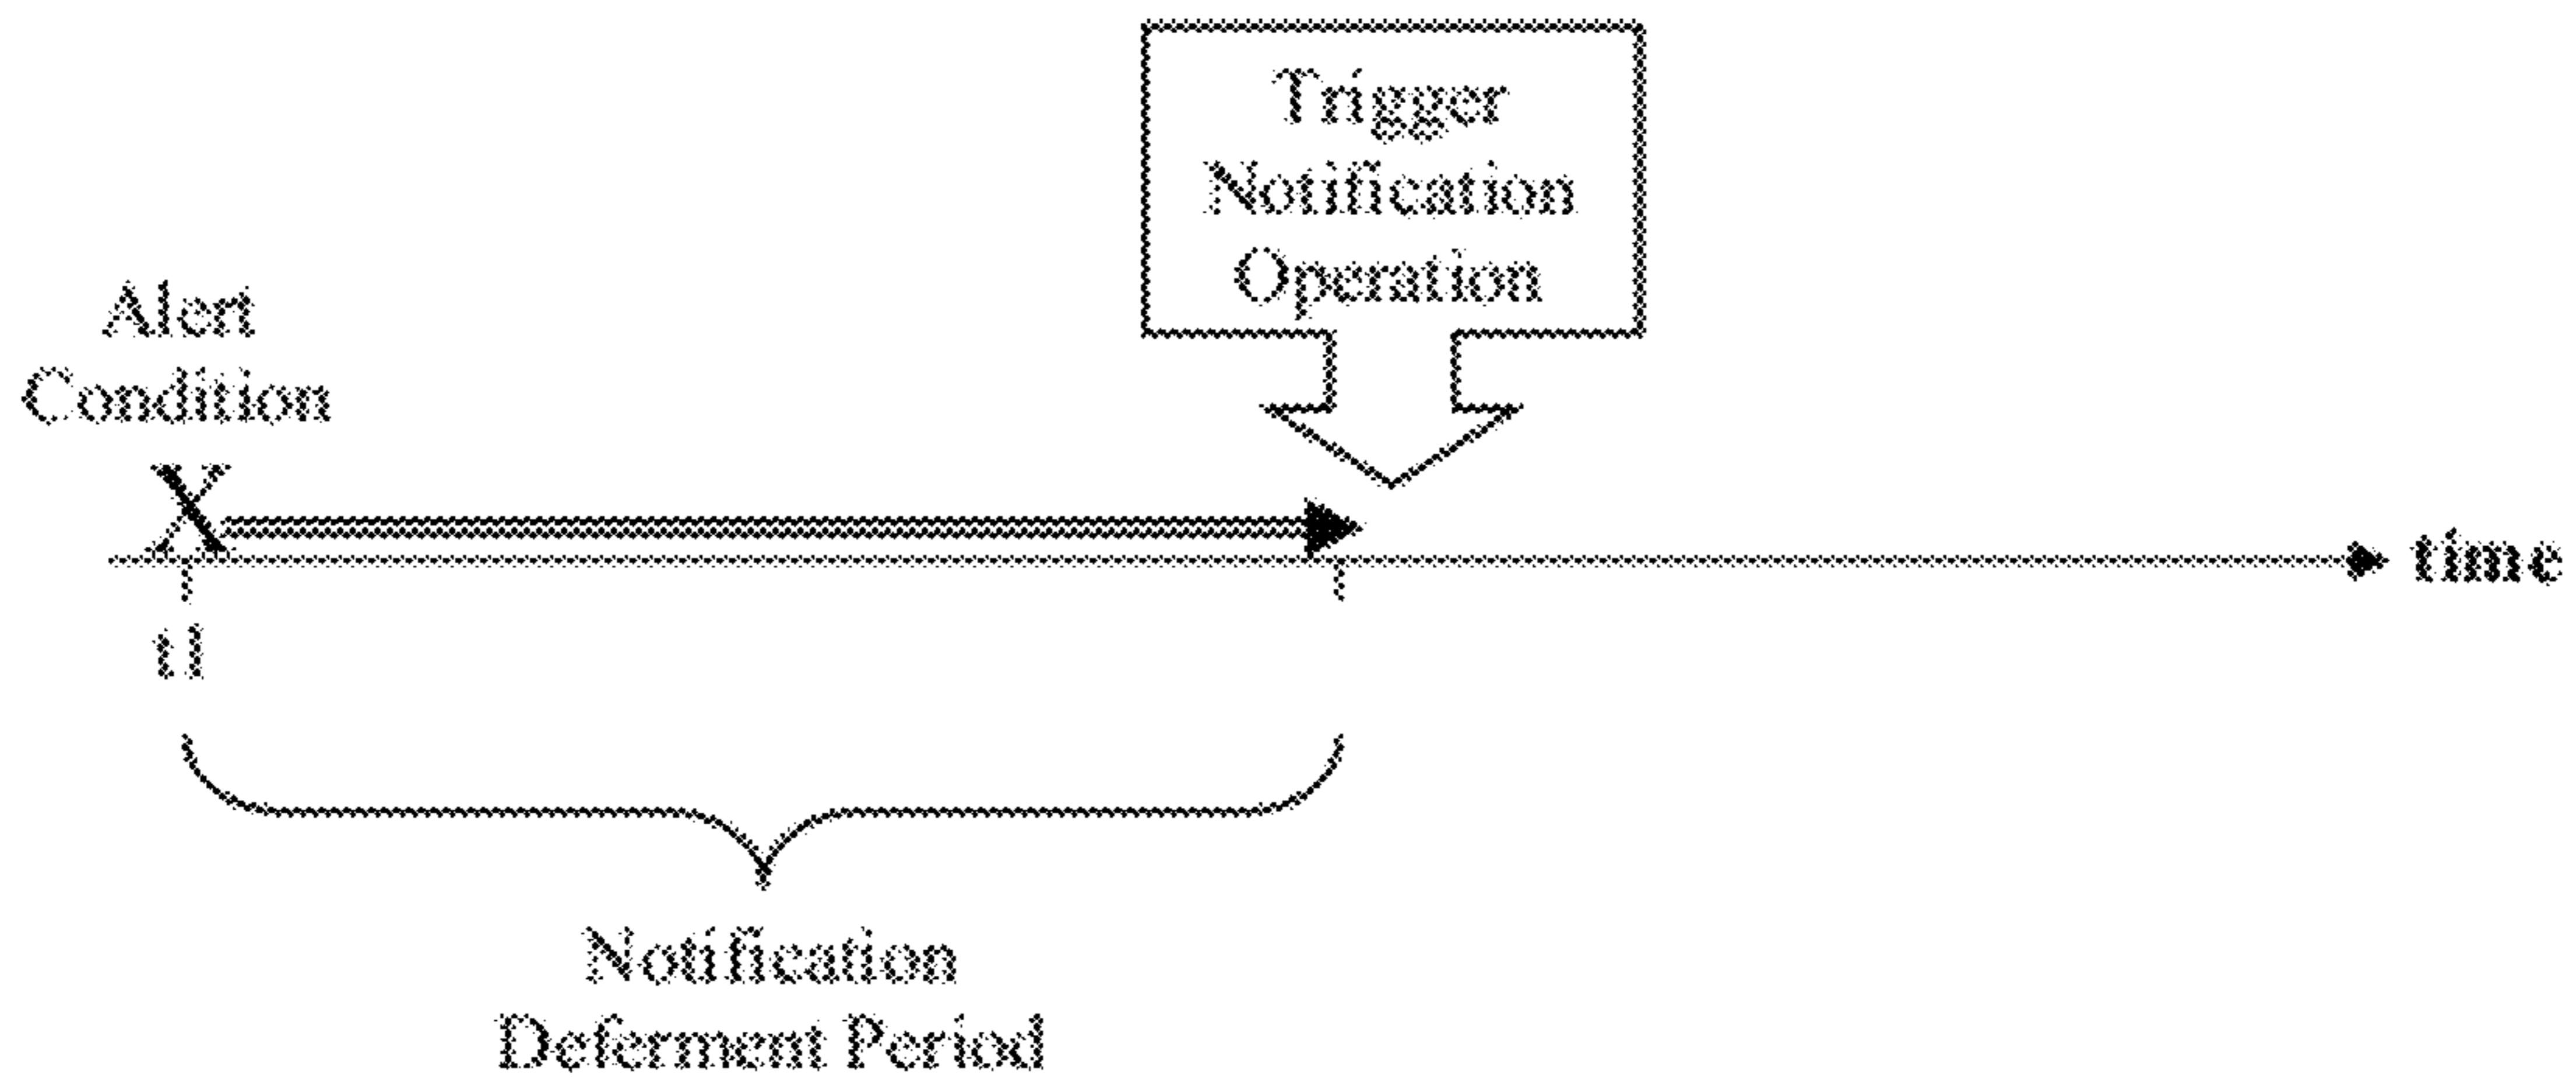 Trigger
Notification
Operation
Alert
Condition
X
time
t1
Notification
Deferment Period